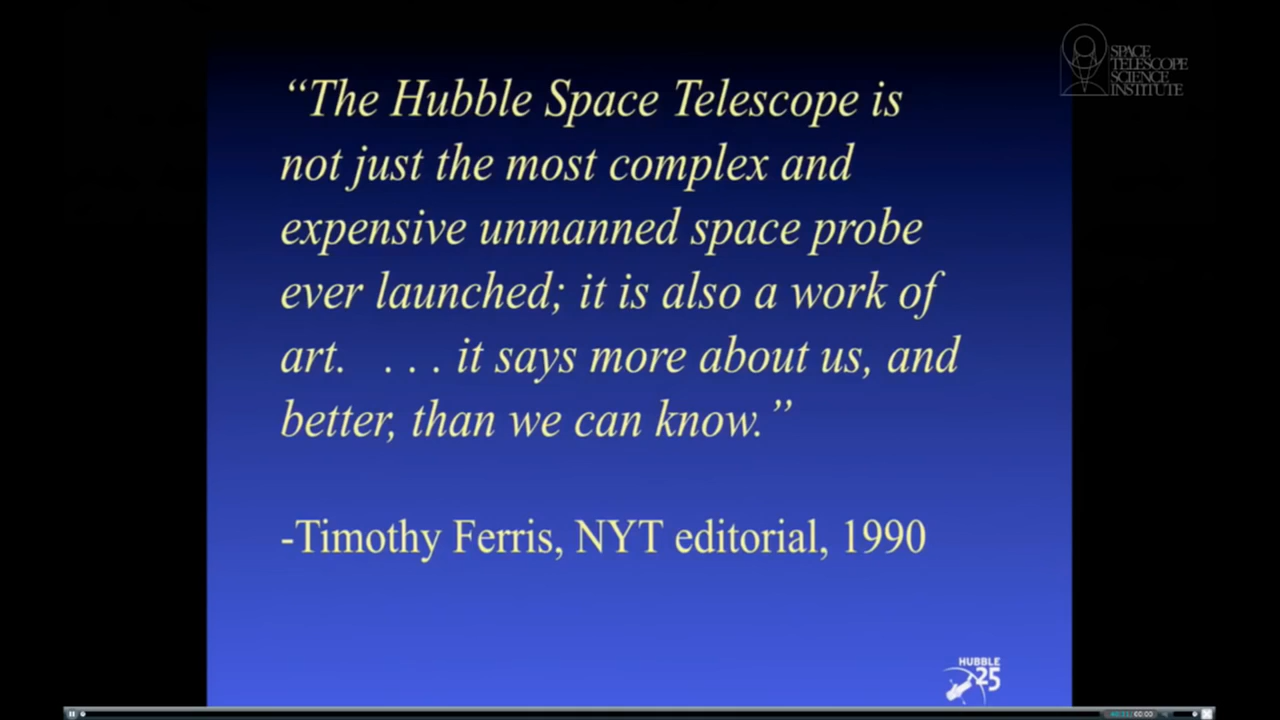 SPACE
TELESCOPE
SCIENCE
INSTITUTE
“The Hubble Space Telescope is
not just the most complex and
expensive unmanned space probe
ever launched; it is also a work of
art. . . . it says more about us, and
better, than we can know.”
-Timothy Ferris, NYT editorial, 1990
HUBBLE
25